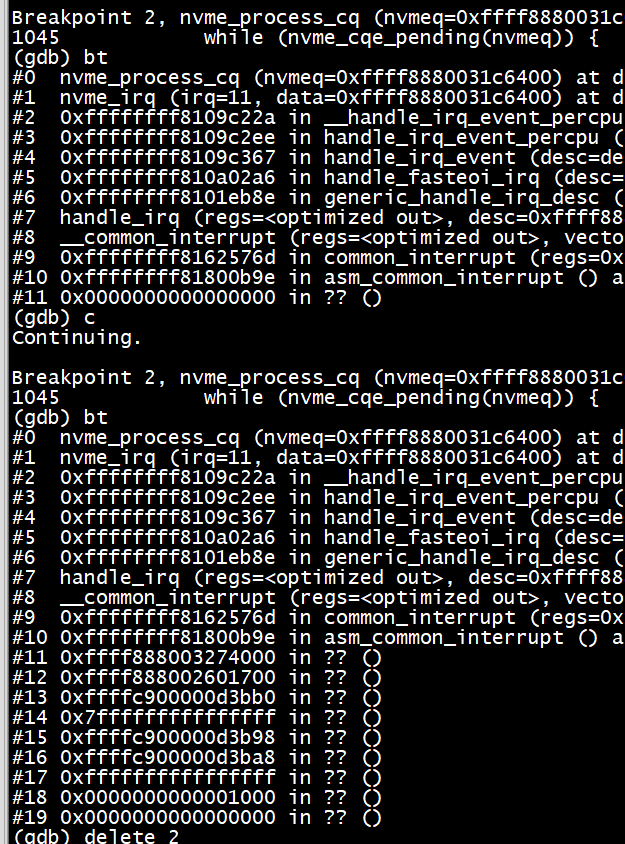 Breakpoint 2, nvme_process_cq (nvmeq=0xffff8880031c
1045            while (nvme_cqe_pending(nvmeq)) {
(gdb) bt
#0  nvme_process_cq (nvmeq=0xffff8880031c6400) at d
#1  nvme_irq (irq=11, data=0xffff8880031c6400) at d
#2  0xffffffff8109c22a in __handle_irq_event_percpu
#3  0xffffffff8109c2ee in handle_irq_event_percpu (
#4  0xffffffff8109c367 in handle_irq_event (desc=de
#5  0xffffffff810a02a6 in handle_fasteoi_irq (desc=
#6  0xffffffff8101eb8e in generic_handle_irq_desc (
#7  handle_irq (regs=<optimized out>, desc=0xffff88
#8  __common_interrupt (regs=<optimized out>, vecto
#9  0xffffffff8162576d in common_interrupt (regs=0x
#10 0xffffffff81800b9e in asm_common_interrupt () a
#11 0x0000000000000000 in ?? ()
(gdb) c
Continuing.

Breakpoint 2, nvme_process_cq (nvmeq=0xffff8880031c
1045            while (nvme_cqe_pending(nvmeq)) {
(gdb) bt
#0  nvme_process_cq (nvmeq=0xffff8880031c6400) at d
#1  nvme_irq (irq=11, data=0xffff8880031c6400) at d
#2  0xffffffff8109c22a in __handle_irq_event_percpu
#3  0xffffffff8109c2ee in handle_irq_event_percpu (
#4  0xffffffff8109c367 in handle_irq_event (desc=de
#5  0xffffffff810a02a6 in handle_fasteoi_irq (desc=
#6  0xffffffff8101eb8e in generic_handle_irq_desc (
#7  handle_irq (regs=<optimized out>, desc=0xffff88
#8  __common_interrupt (regs=<optimized out>, vecto
#9  0xffffffff8162576d in common_interrupt (regs=0x
#10 0xffffffff81800b9e in asm_common_interrupt () a
#11 0xffff888003274000 in ?? ()
#12 0xffff888002601700 in ?? ()
#13 0xffffc900000d3bb0 in ?? ()
#14 0x7fffffffffffffff in ?? ()
#15 0xffffc900000d3b98 in ?? ()
#16 0xffffc900000d3ba8 in ?? ()
#17 0xffffffffffffffff in ?? ()
#18 0x0000000000001000 in ?? ()
#19 0x0000000000000000 in ?? ()
(gdb) delete 2